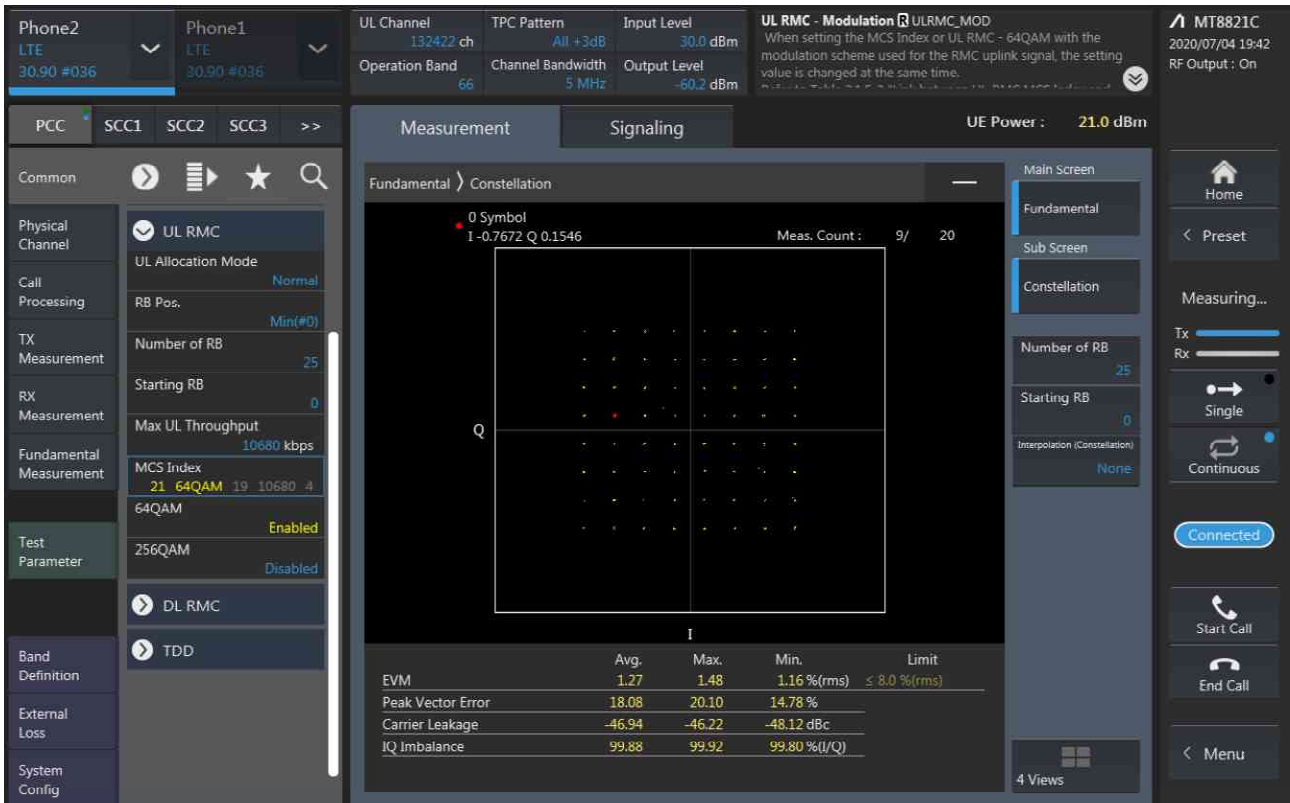 Phone2
LTE
30.90 #036
Phone1
LTE
30.90 #036
UL Channel
132422 ch
Operation Band
66
TPC Pattern
All +3dB
Channel Bandwidth
5 MHz
Input Level
30.0 dBm
Output Level
-60.2 dBm
UL RMC - Modulation R ULRMC_MOD
When setting the MCS Index or UL RMC - 64QAM with the
modulation scheme used for the RMC uplink signal, the setting
value is changed at the same time.
MT8821C
2020/07/04 19:42
RF Output : On
PCC SCC1 SCC2 SCC3 >>
Measurement
Signaling
UE Power : 21.0 dBm
Common
Physical
Channel
Call
Processing
TX
Measurement
RX
Measurement
Fundamental
Measurement
Test
Parameter
Band
Definition
External
Loss
System
Config
UL RMC
UL Allocation Mode
Normal
RB Pos.
Min(#0)
Number of RB
25
Starting RB
0
Max UL Throughput
10680 kbps
MCS Index
21 64QAM 19 10680 4
64QAM
Enabled
256QAM
Disabled
DL RMC
TDD
Fundamental 〉 Constellation
0 Symbol
I -0.7672 Q 0.1546
Meas. Count : 9/ 20
Q
I
Avg. Max. Min. Limit
EVM 1.27 1.48 1.16 %(rms) ≤ 8.0 %(rms)
Peak Vector Error 18.08 20.10 14.78 %
Carrier Leakage -46.94 -46.22 -48.12 dBc
IQ Imbalance 99.88 99.92 99.80 %(I/Q)
Main Screen
Fundamental
Sub Screen
Constellation
Number of RB
25
Starting RB
0
Interpolation (Constellation)
None
4 Views
Home
< Preset
Measuring...
Tx
Rx
Single
Continuous
Connected
Start Call
End Call
< Menu